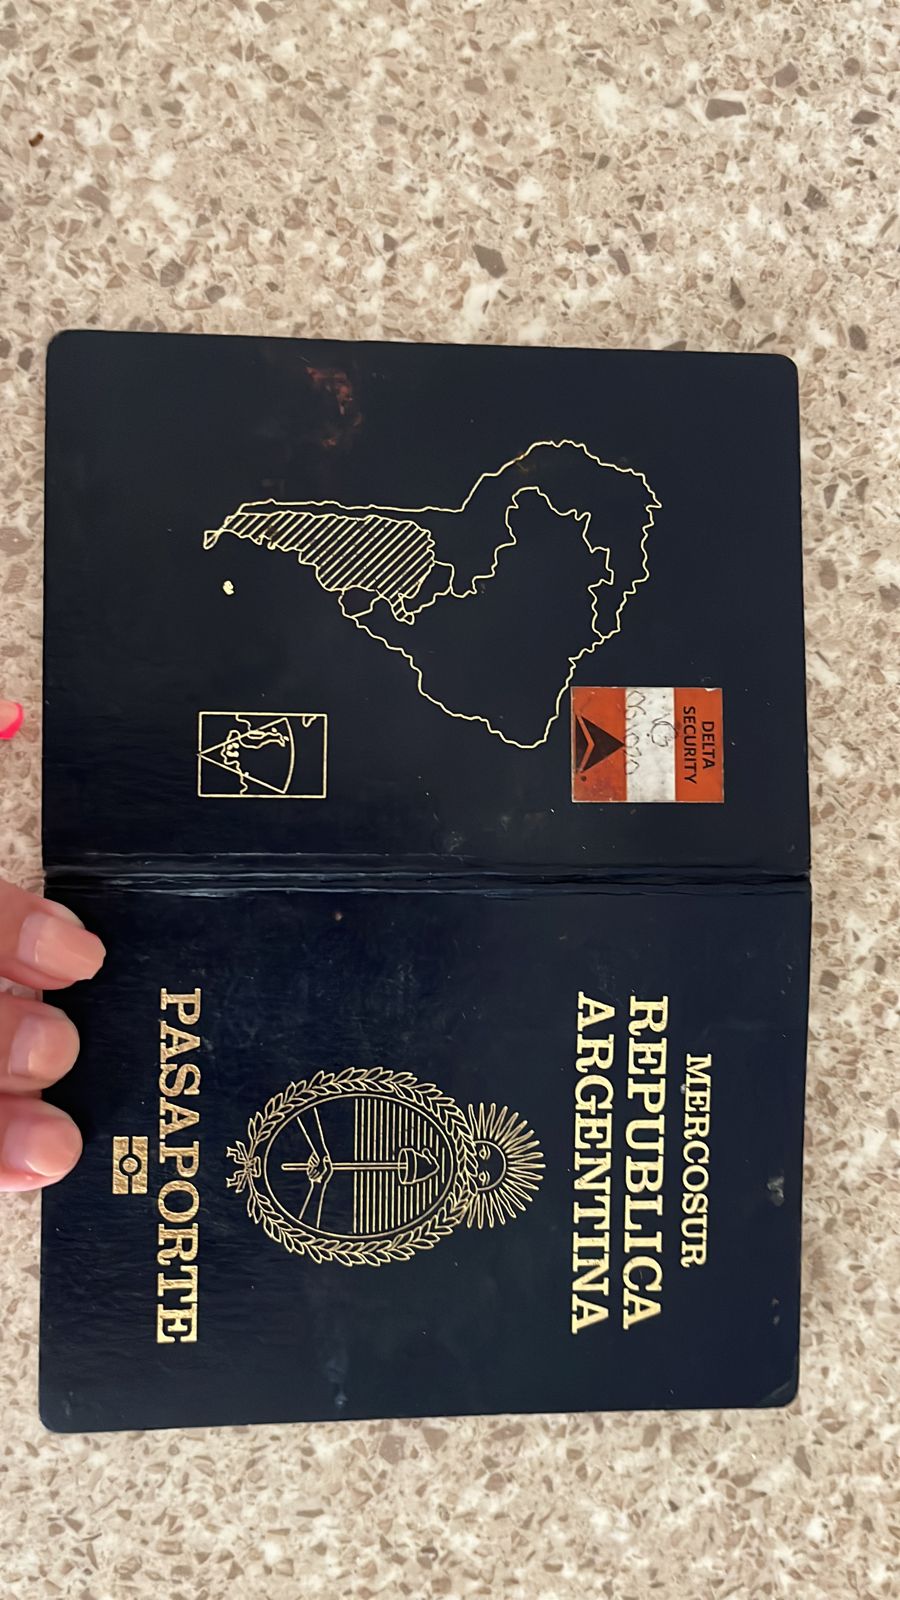 MERCOSUR
REPUBLICA
ARGENTINA
PASAPORTE
DELTA
SECURITY